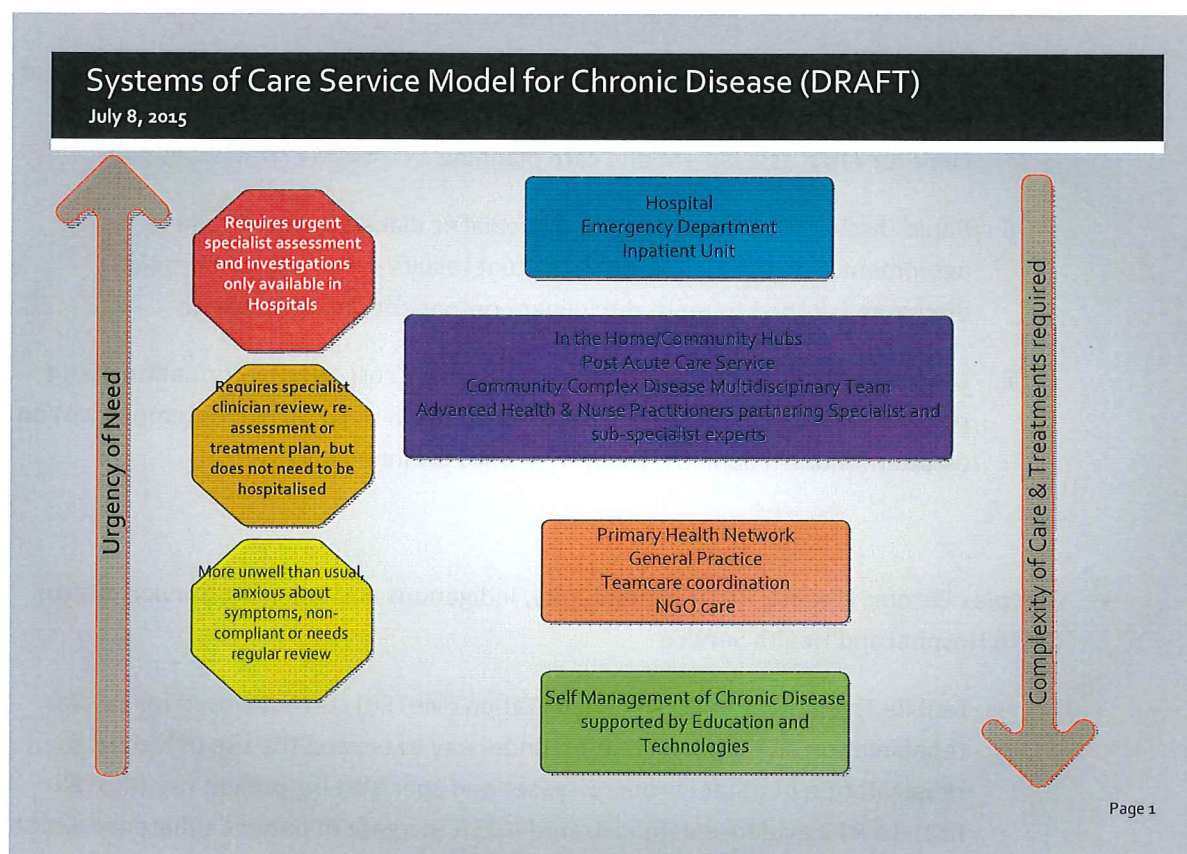 Systems of Care Service Model for Chronic Disease (DRAFT)
July 8, 2015
Urgency of Need
Requires urgent
specialist assessment
and investigations
only available in
Hospitals
Requires specialist
clinician review, re-
assessment or
treatment plan, but
does not need to be
hospitalised
More unwell than usual,
anxious about
symptoms, non-
compliant or needs
regular review
Hospital
Emergency Department
Inpatient Unit
In the Home/Community Hubs
Post Acute Care Service
Community Complex Disease Multidiscipinary Team
Advanced Health & Nurse Practitioners partnering Specialist and
sub-specialist experts
Primary Health Network
General Practice
Teamcare coordination
NGO care
Self Management of Chronic Disease
supported by Education and
Technologies
Complexity of Care & Treatments required
Page 1